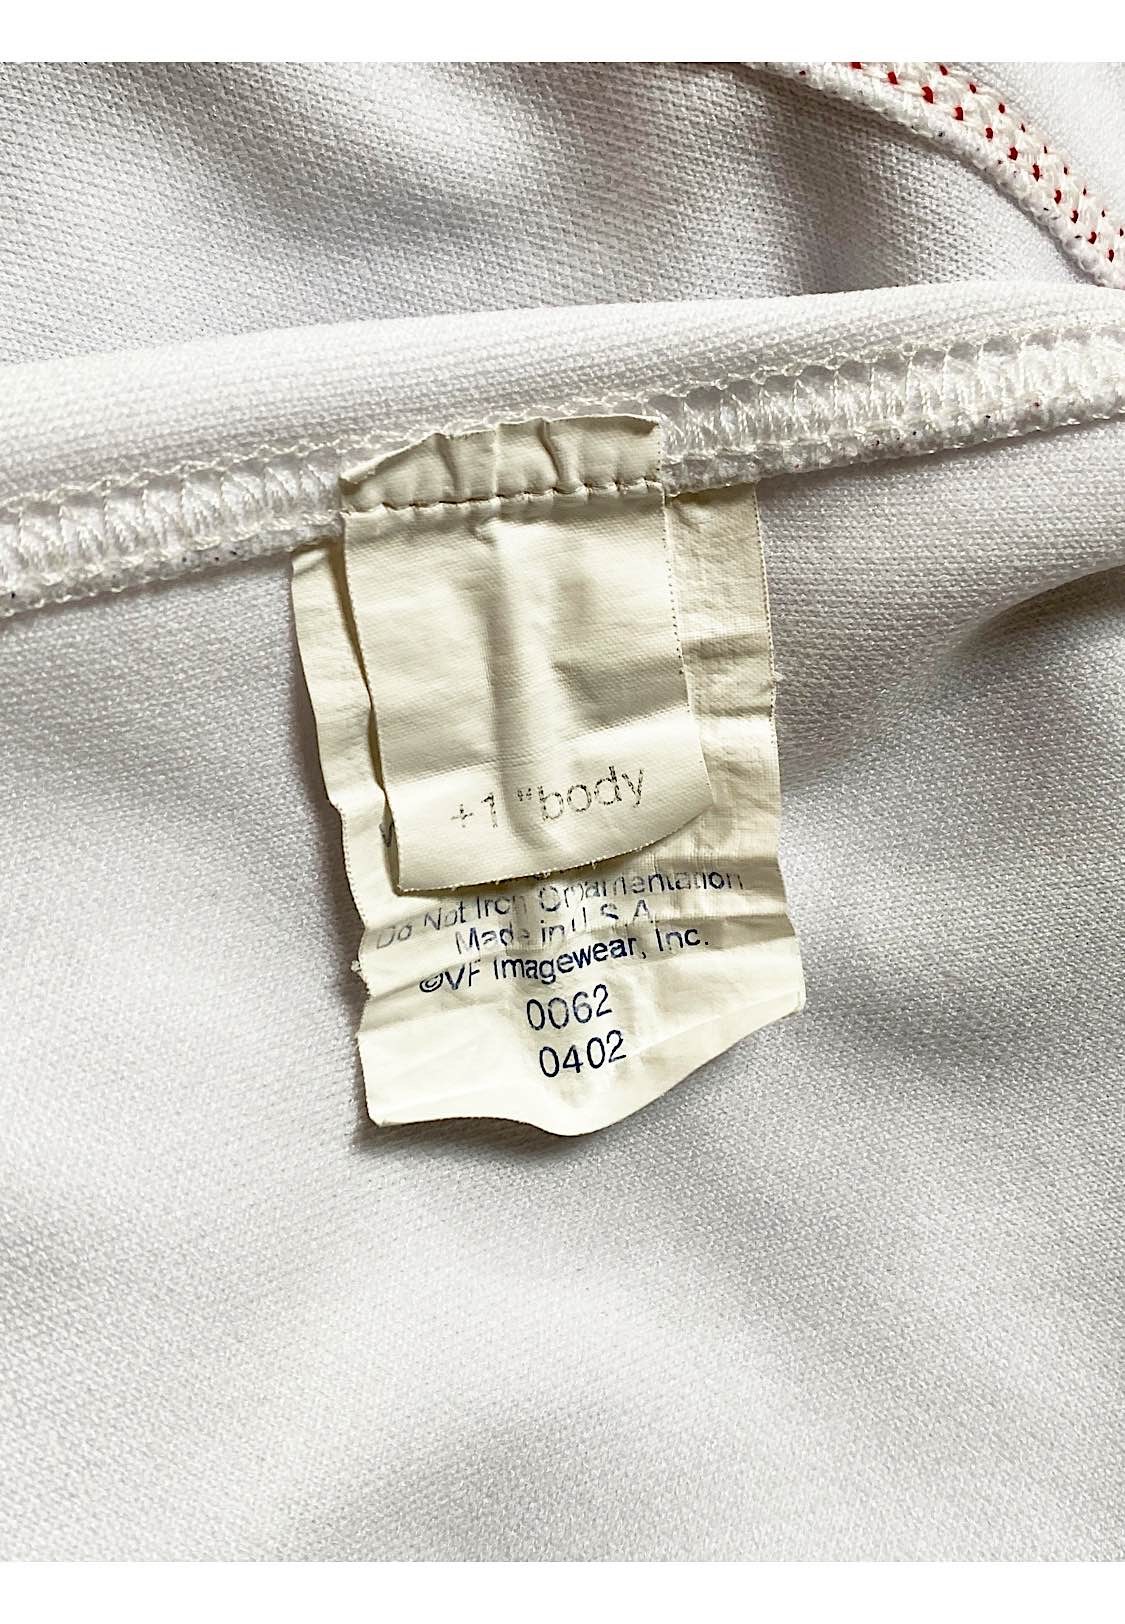 +1 "body
Do Not Iron Ornamentation
Made in U.S.A.
©VF Imagewear, Inc.
0062
0402